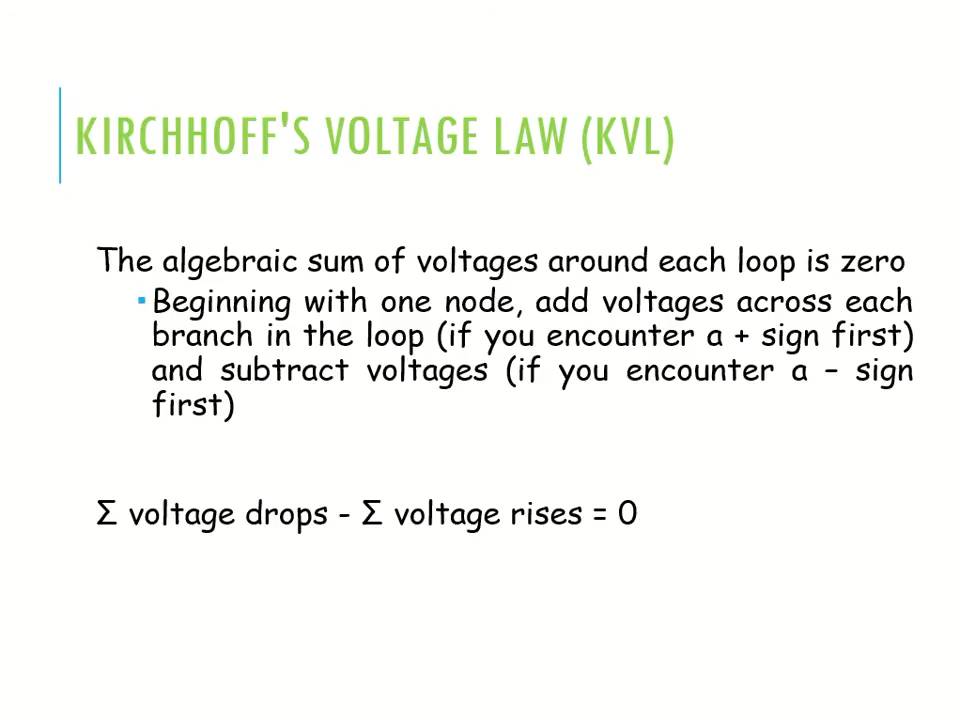 KIRCHHOFF'S VOLTAGE LAW (KVL)
The algebraic sum of voltages around each loop is zero
▪ Beginning with one node, add voltages across each
branch in the loop (if you encounter a + sign first)
and subtract voltages (if you encounter a – sign
first)
Σ voltage drops - Σ voltage rises = 0